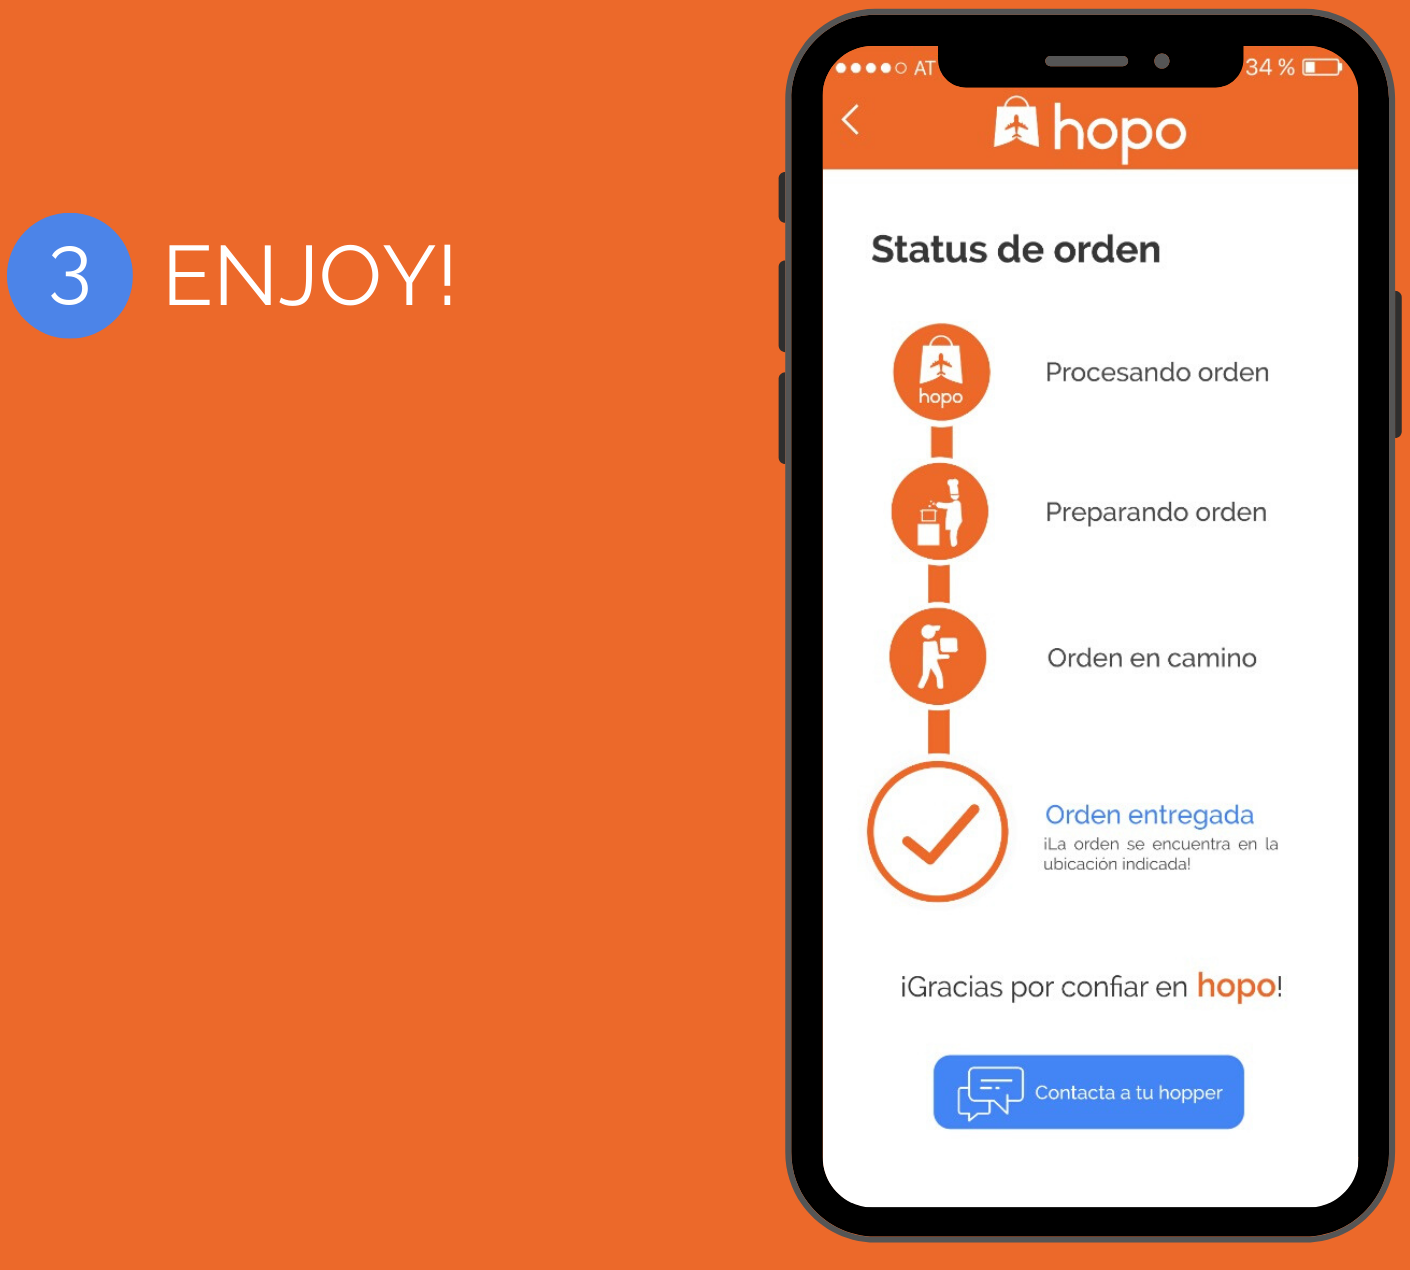 3 ENJOY!
AT 34 %
hopo
Status de orden
hopo
Procesando orden
Preparando orden
Orden en camino
Orden entregada
¡La orden se encuentra en la
ubicación indicada!
¡Gracias por confiar en hopo!
Contacta a tu hopper